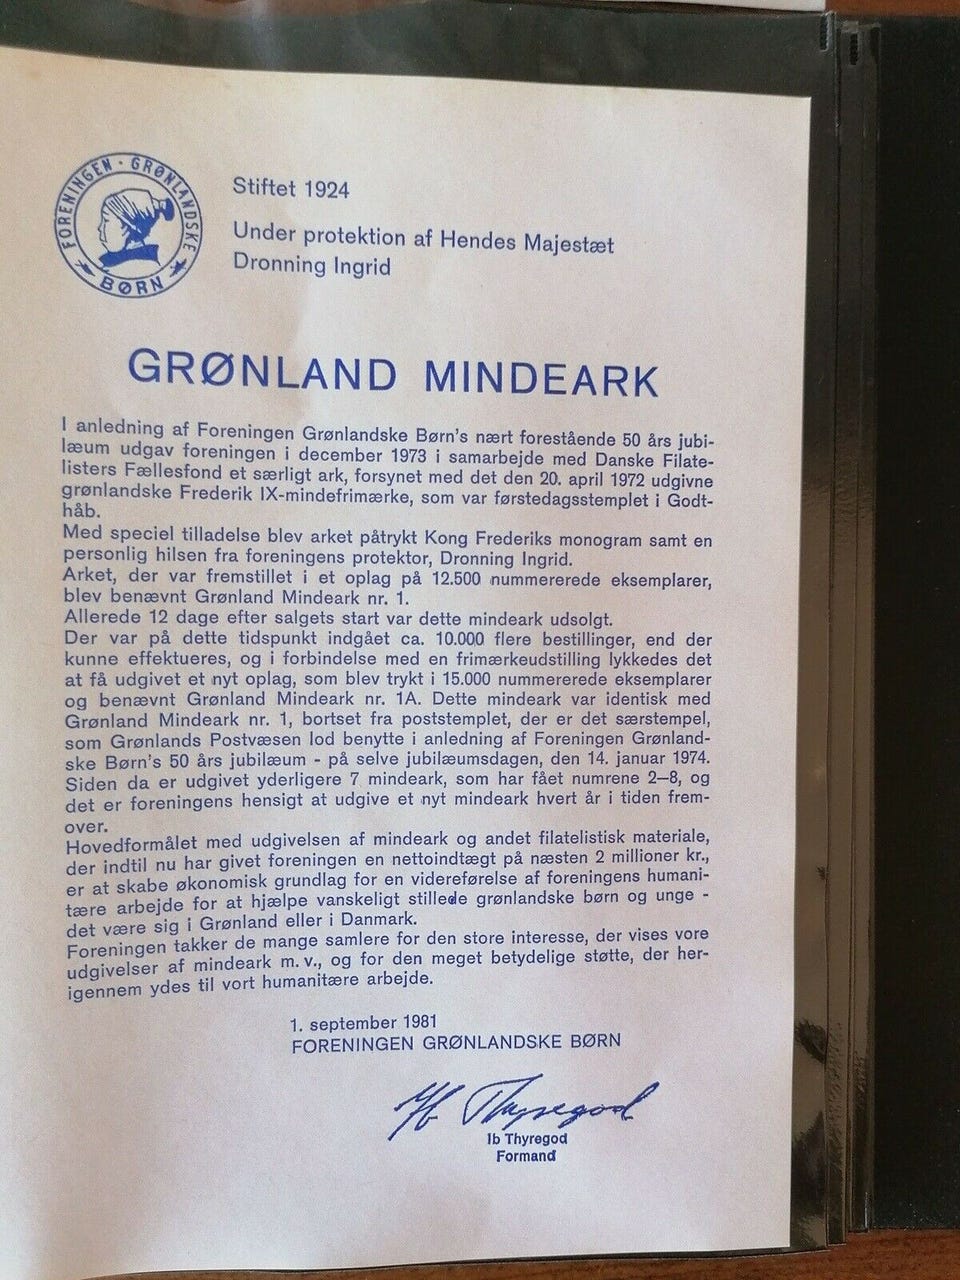 FORENINGEN · GRØNLANDSKE BØRN
Stiftet 1924
Under protektion af Hendes Majestæt
Dronning Ingrid
GRØNLAND MINDEARK
I anledning af Foreningen Grønlandske Børn's nært forestående 50 års jubi-
læum udgav foreningen i december 1973 i samarbejde med Danske Filate-
listers Fællesfond et særligt ark, forsynet med det den 20. april 1972 udgivne
grønlandske Frederik IX-mindefrimærke, som var førstedagsstemplet i Godt-
håb.
Med speciel tilladelse blev arket påtrykt Kong Frederiks monogram samt en
personlig hilsen fra foreningens protektor, Dronning Ingrid.
Arket, der var fremstillet i et oplag på 12.500 nummererede eksemplarer,
blev benævnt Grønland Mindeark nr. 1.
Allerede 12 dage efter salgets start var dette mindeark udsolgt.
Der var på dette tidspunkt indgået ca. 10.000 flere bestillinger, end der
kunne effektueres, og i forbindelse med en frimærkeudstilling lykkedes det
at få udgivet et nyt oplag, som blev trykt i 15.000 nummererede eksemplarer
og benævnt Grønland Mindeark nr. 1A. Dette mindeark var identisk med
Grønland Mindeark nr. 1, bortset fra poststemplet, der er det særstempel,
som Grønlands Postvæsen lod benytte i anledning af Foreningen Grønland-
ske Børn's 50 års jubilæum - på selve jubilæumsdagen, den 14. januar 1974.
Siden da er udgivet yderligere 7 mindeark, som har fået numrene 2–8, og
det er foreningens hensigt at udgive et nyt mindeark hvert år i tiden frem-
over.
Hovedformålet med udgivelsen af mindeark og andet filatelistisk materiale,
der indtil nu har givet foreningen en nettoindtægt på næsten 2 millioner kr.,
er at skabe økonomisk grundlag for en videreførelse af foreningens humani-
tære arbejde for at hjælpe vanskeligt stillede grønlandske børn og unge -
det være sig i Grønland eller i Danmark.
Foreningen takker de mange samlere for den store interesse, der vises vore
udgivelser af mindeark m. v., og for den meget betydelige støtte, der her-
igennem ydes til vort humanitære arbejde.
1. september 1981
FORENINGEN GRØNLANDSKE BØRN
Ib Thyregod
Ib Thyregod
Formand